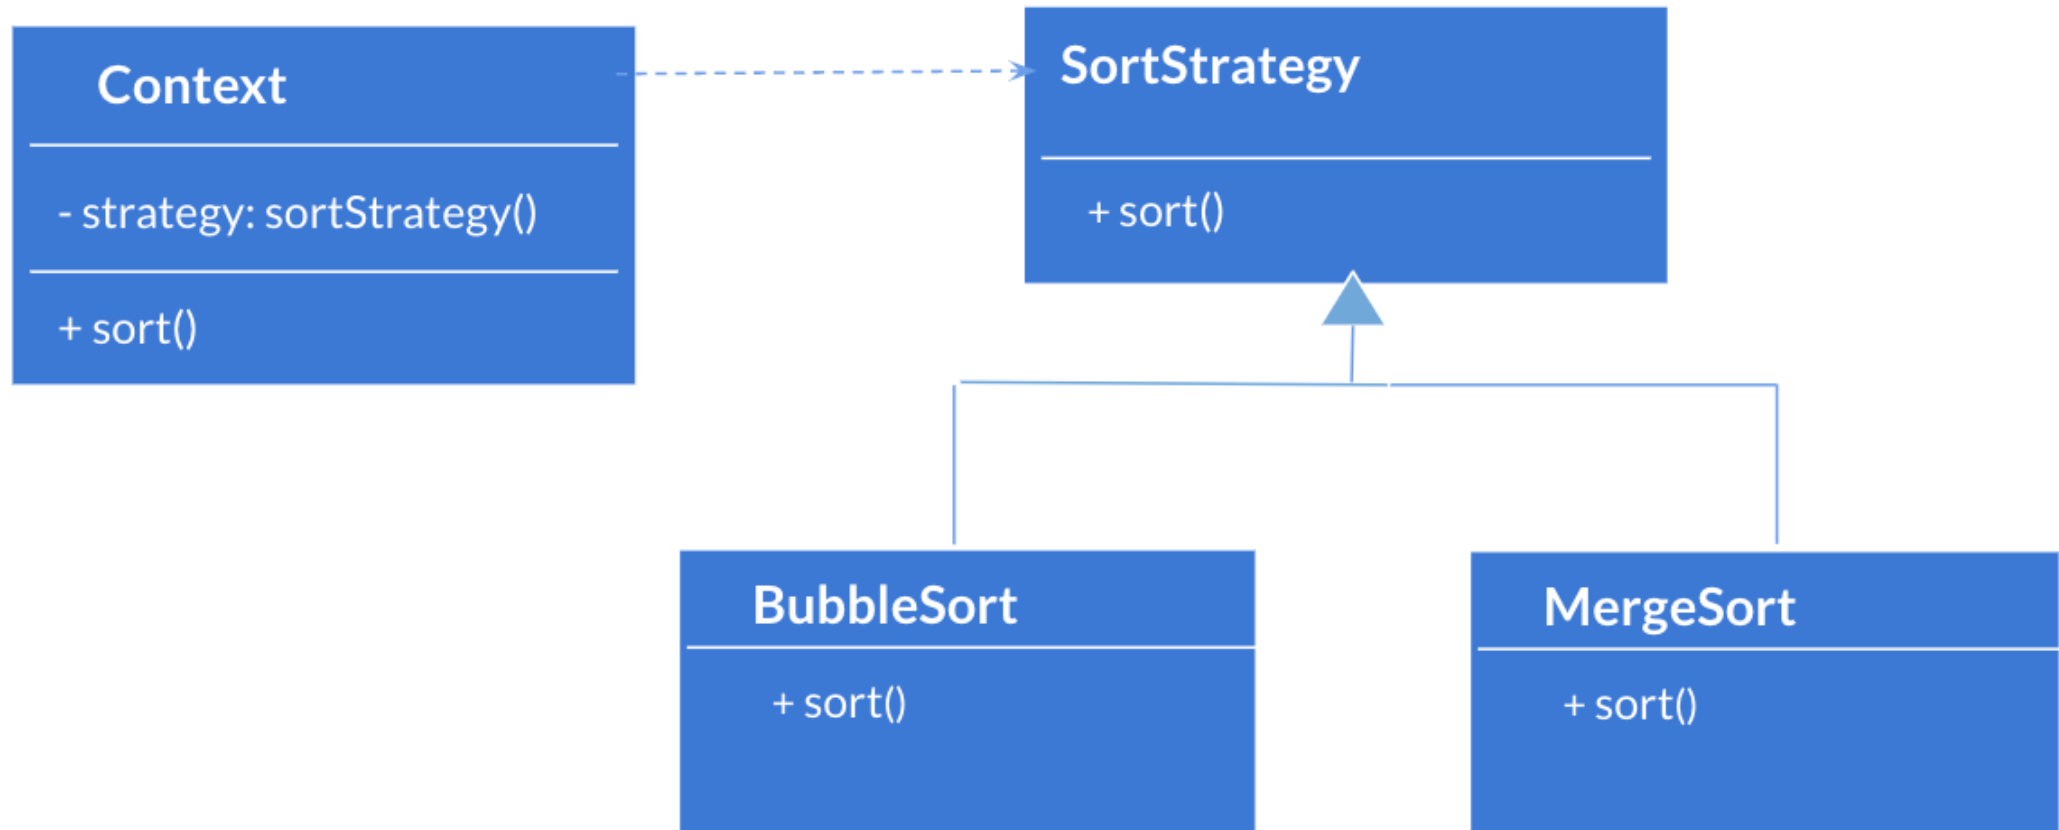 Context
- strategy: sortStrategy()
+ sort()
SortStrategy
+ sort()
BubbleSort
+ sort()
MergeSort
+ sort()